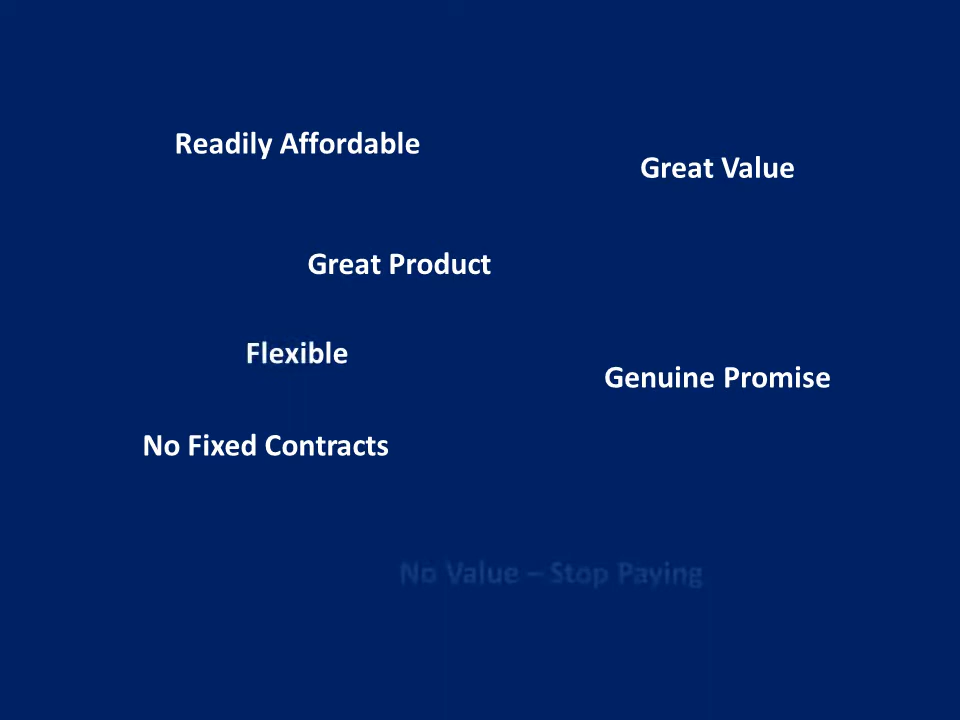 Readily Affordable
Great Value
Great Product
Flexible
Genuine Promise
No Fixed Contracts
No Value – Stop Paying